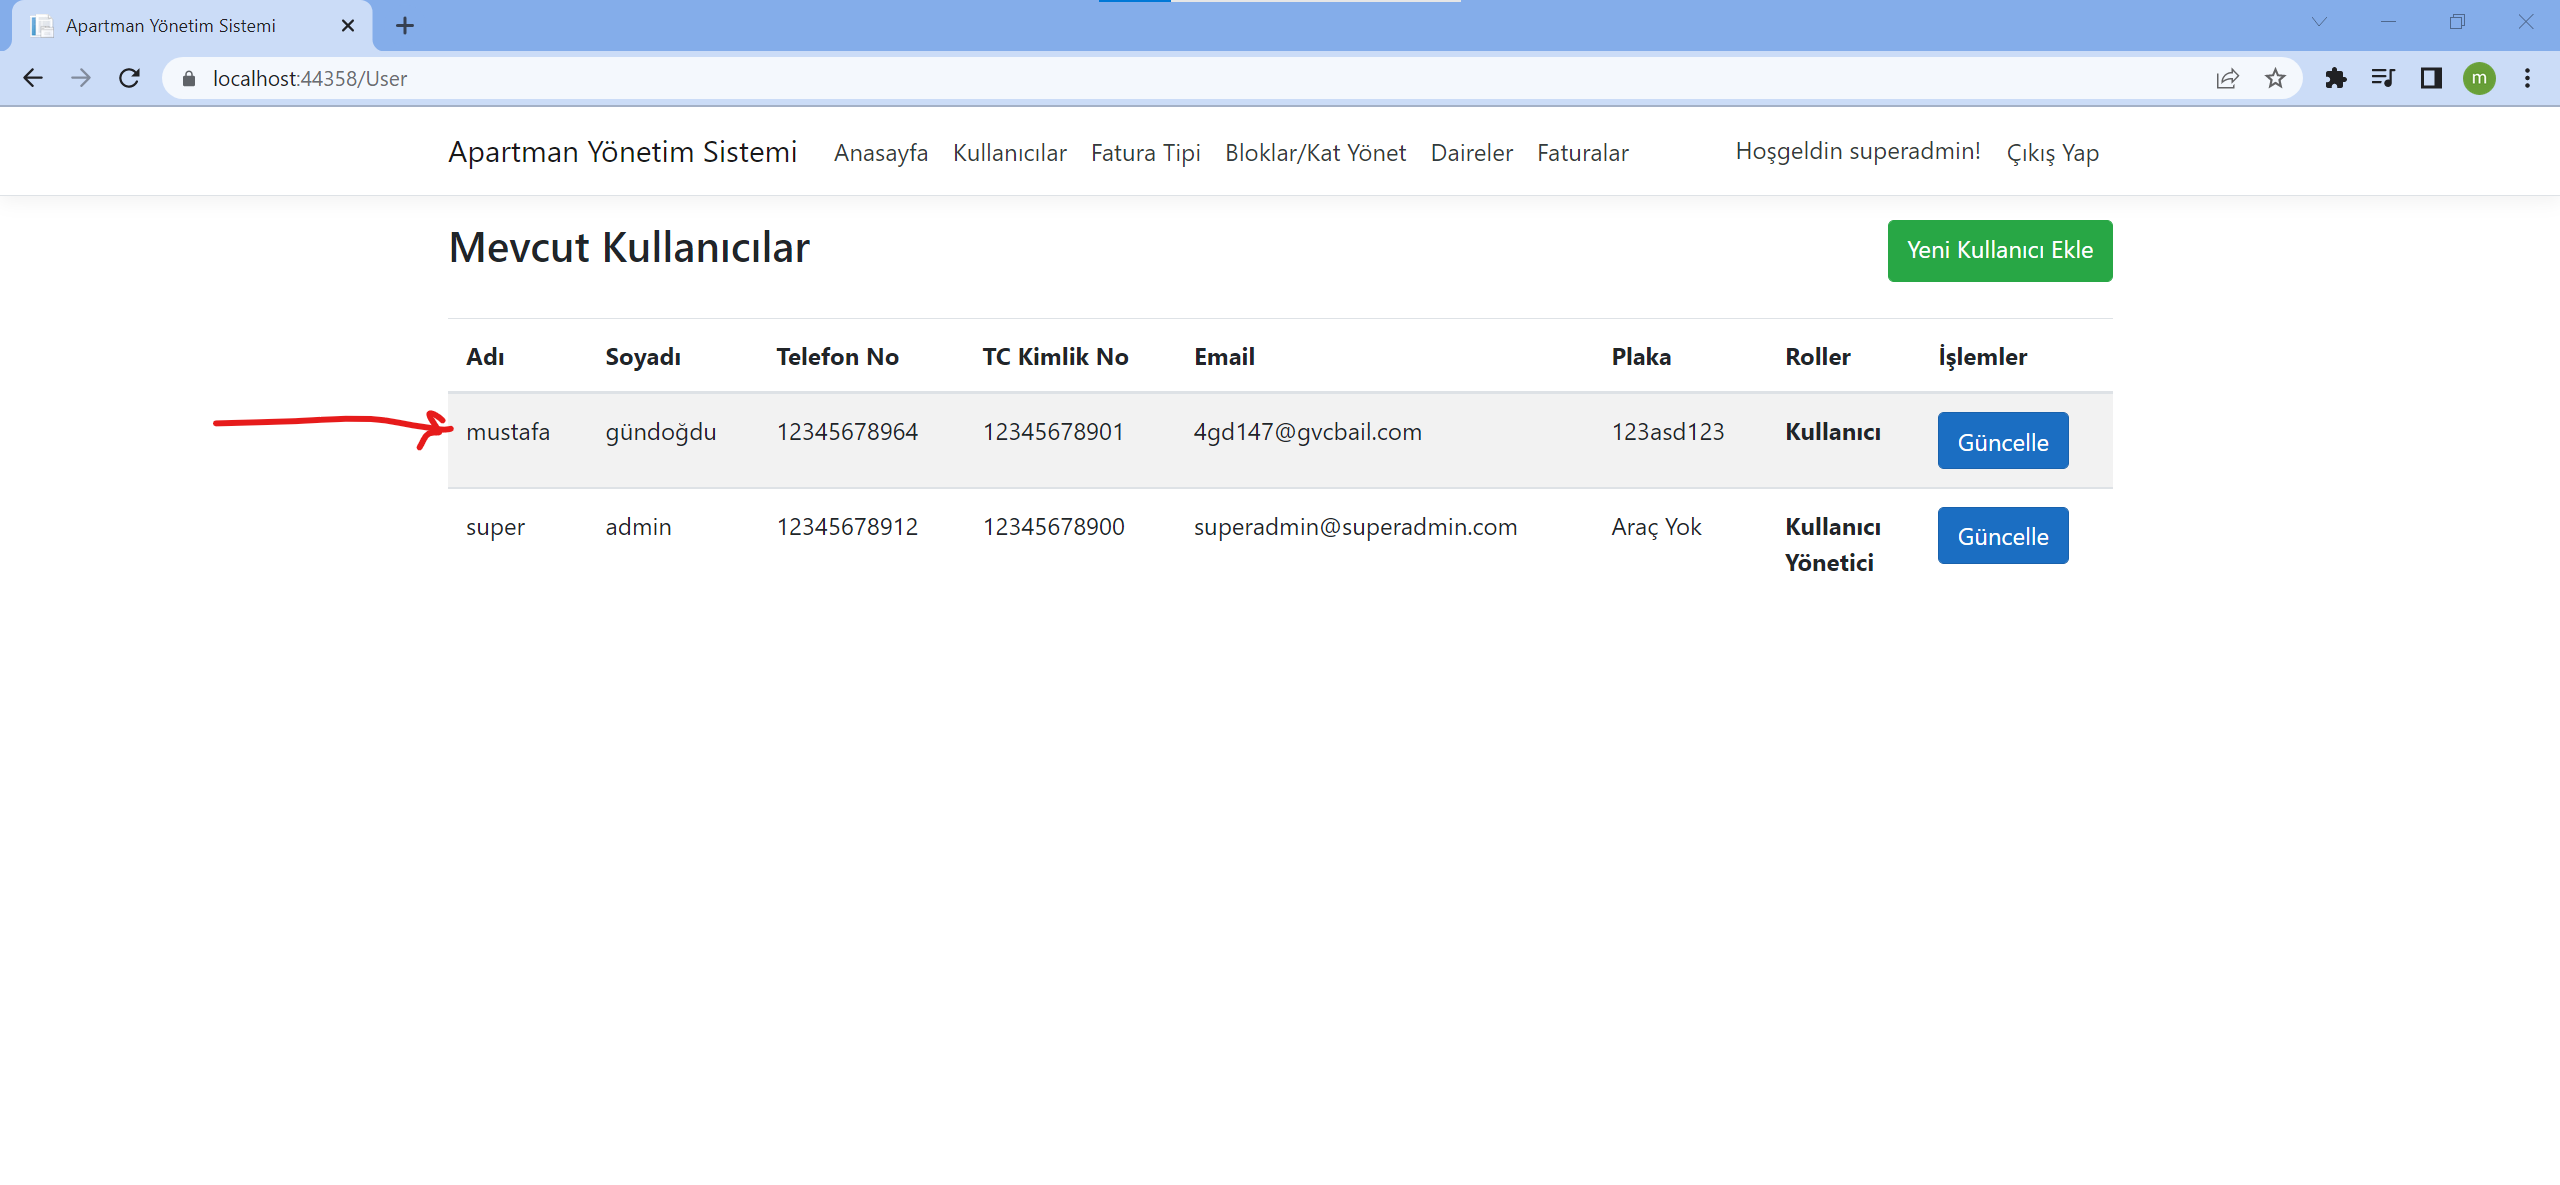 Apartman Yönetim Sistemi
localhost:44358/User
m
Apartman Yönetim Sistemi Anasayfa Kullanıcılar Fatura Tipi Bloklar/Kat Yönet Daireler Faturalar Hoşgeldin superadmin! Çıkış Yap
Mevcut Kullanıcılar Yeni Kullanıcı Ekle
Adı Soyadı Telefon No TC Kimlik No Email Plaka Roller İşlemler
mustafa gündoğdu 12345678964 12345678901 4gd147@gvcbail.com 123asd123 Kullanıcı Güncelle
super admin 12345678912 12345678900 superadmin@superadmin.com Araç Yok Kullanıcı Güncelle
Yönetici